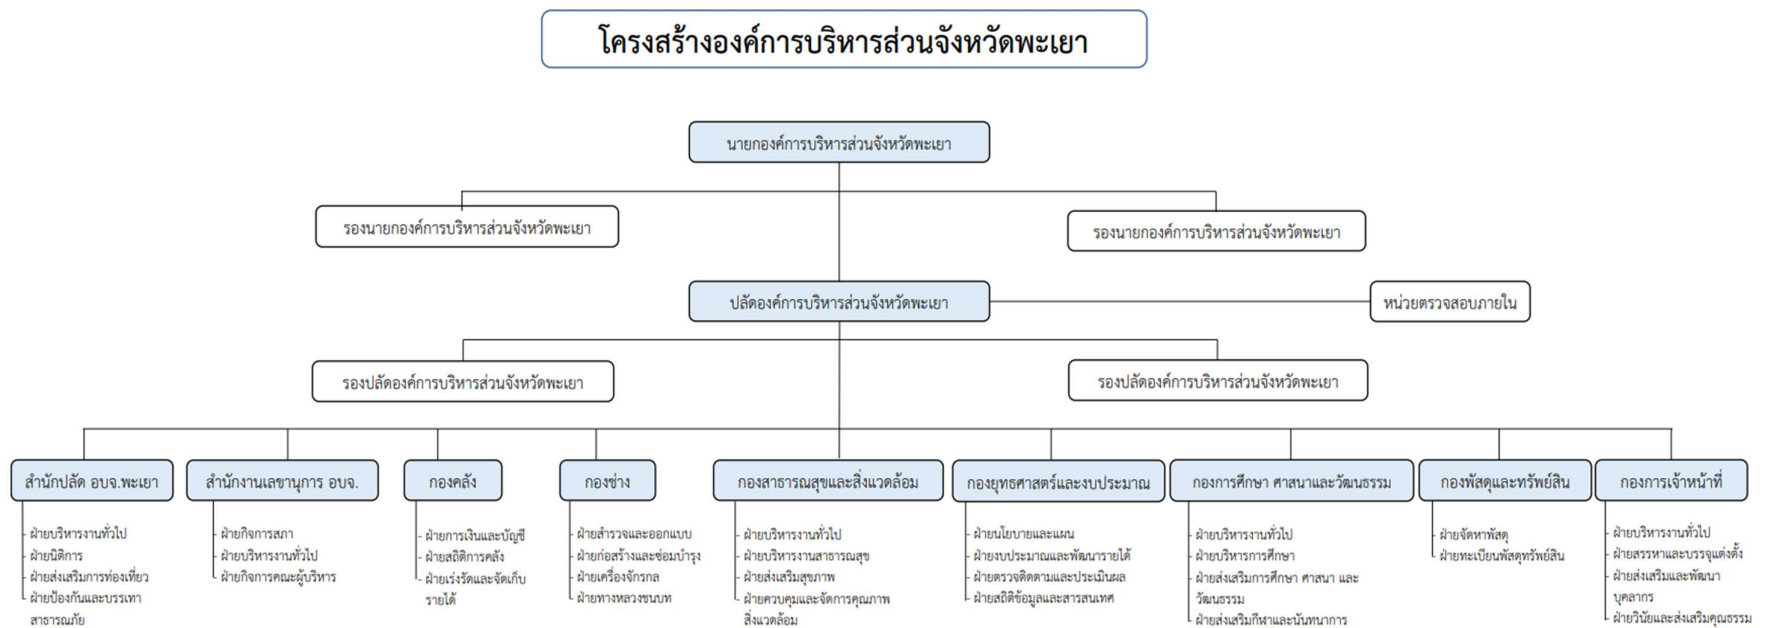 โครงสร้างองค์การบริหารส่วนจังหวัดพะเยา
นายกองค์การบริหารส่วนจังหวัดพะเยา
รองนายกองค์การบริหารส่วนจังหวัดพะเยา
รองนายกองค์การบริหารส่วนจังหวัดพะเยา
ปลัดองค์การบริหารส่วนจังหวัดพะเยา
หน่วยตรวจสอบภายใน
รองปลัดองค์การบริหารส่วนจังหวัดพะเยา
รองปลัดองค์การบริหารส่วนจังหวัดพะเยา
สำนักปลัด อบจ.พะเยา
- ฝ่ายบริหารงานทั่วไป
- ฝ่ายนิติการ
- ฝ่ายส่งเสริมการท่องเที่ยว
- ฝ่ายป้องกันและบรรเทา
สาธารณภัย
สำนักงานเลขานุการ อบจ.
- ฝ่ายกิจการสภา
- ฝ่ายบริหารงานทั่วไป
- ฝ่ายกิจการคณะผู้บริหาร
กองคลัง
- ฝ่ายการเงินและบัญชี
- ฝ่ายสถิติการคลัง
- ฝ่ายเร่งรัดและจัดเก็บ
รายได้
กองช่าง
- ฝ่ายสำรวจและออกแบบ
- ฝ่ายก่อสร้างและซ่อมบำรุง
- ฝ่ายเครื่องจักรกล
- ฝ่ายทางหลวงชนบท
กองสาธารณสุขและสิ่งแวดล้อม
- ฝ่ายบริหารงานทั่วไป
- ฝ่ายบริหารงานสาธารณสุข
- ฝ่ายส่งเสริมสุขภาพ
- ฝ่ายควบคุมและจัดการคุณภาพ
สิ่งแวดล้อม
กองยุทธศาสตร์และงบประมาณ
- ฝ่ายนโยบายและแผน
- ฝ่ายงบประมาณและพัฒนารายได้
- ฝ่ายตรวจติดตามและประเมินผล
- ฝ่ายสถิติข้อมูลและสารสนเทศ
กองการศึกษา ศาสนาและวัฒนธรรม
- ฝ่ายบริหารงานทั่วไป
- ฝ่ายบริหารการศึกษา
- ฝ่ายส่งเสริมการศึกษา ศาสนา และ
วัฒนธรรม
- ฝ่ายส่งเสริมกีฬาและนันทนาการ
กองพัสดุและทรัพย์สิน
- ฝ่ายจัดหาพัสดุ
- ฝ่ายทะเบียนพัสดุทรัพย์สิน
กองการเจ้าหน้าที่
- ฝ่ายบริหารงานทั่วไป
- ฝ่ายสรรหาและบรรจุแต่งตั้ง
- ฝ่ายส่งเสริมและพัฒนา
บุคลากร
- ฝ่ายวินัยและส่งเสริมคุณธรรม